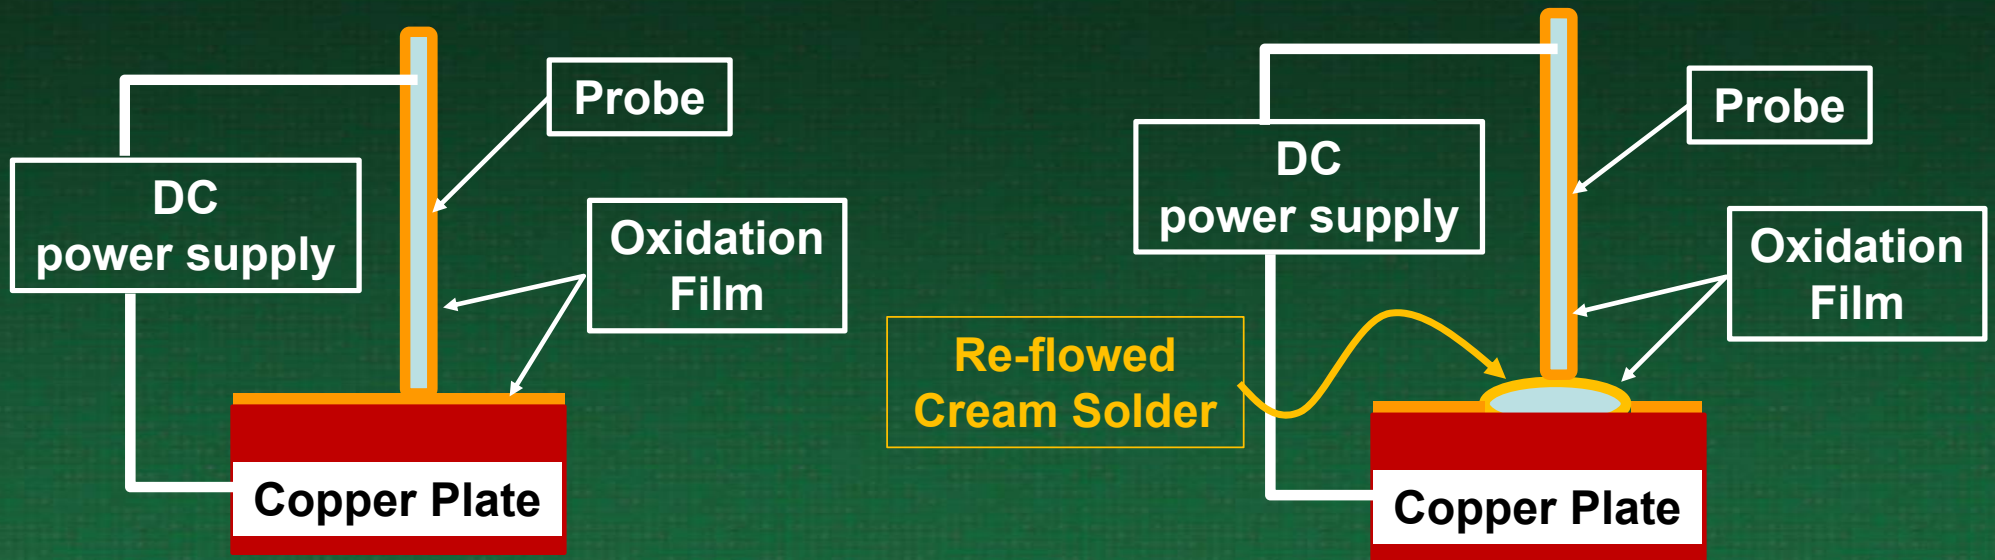 Probe
DC
power supply
Oxidation
Film
Copper Plate
Probe
DC
power supply
Oxidation
Film
Re-flowed
Cream Solder
Copper Plate